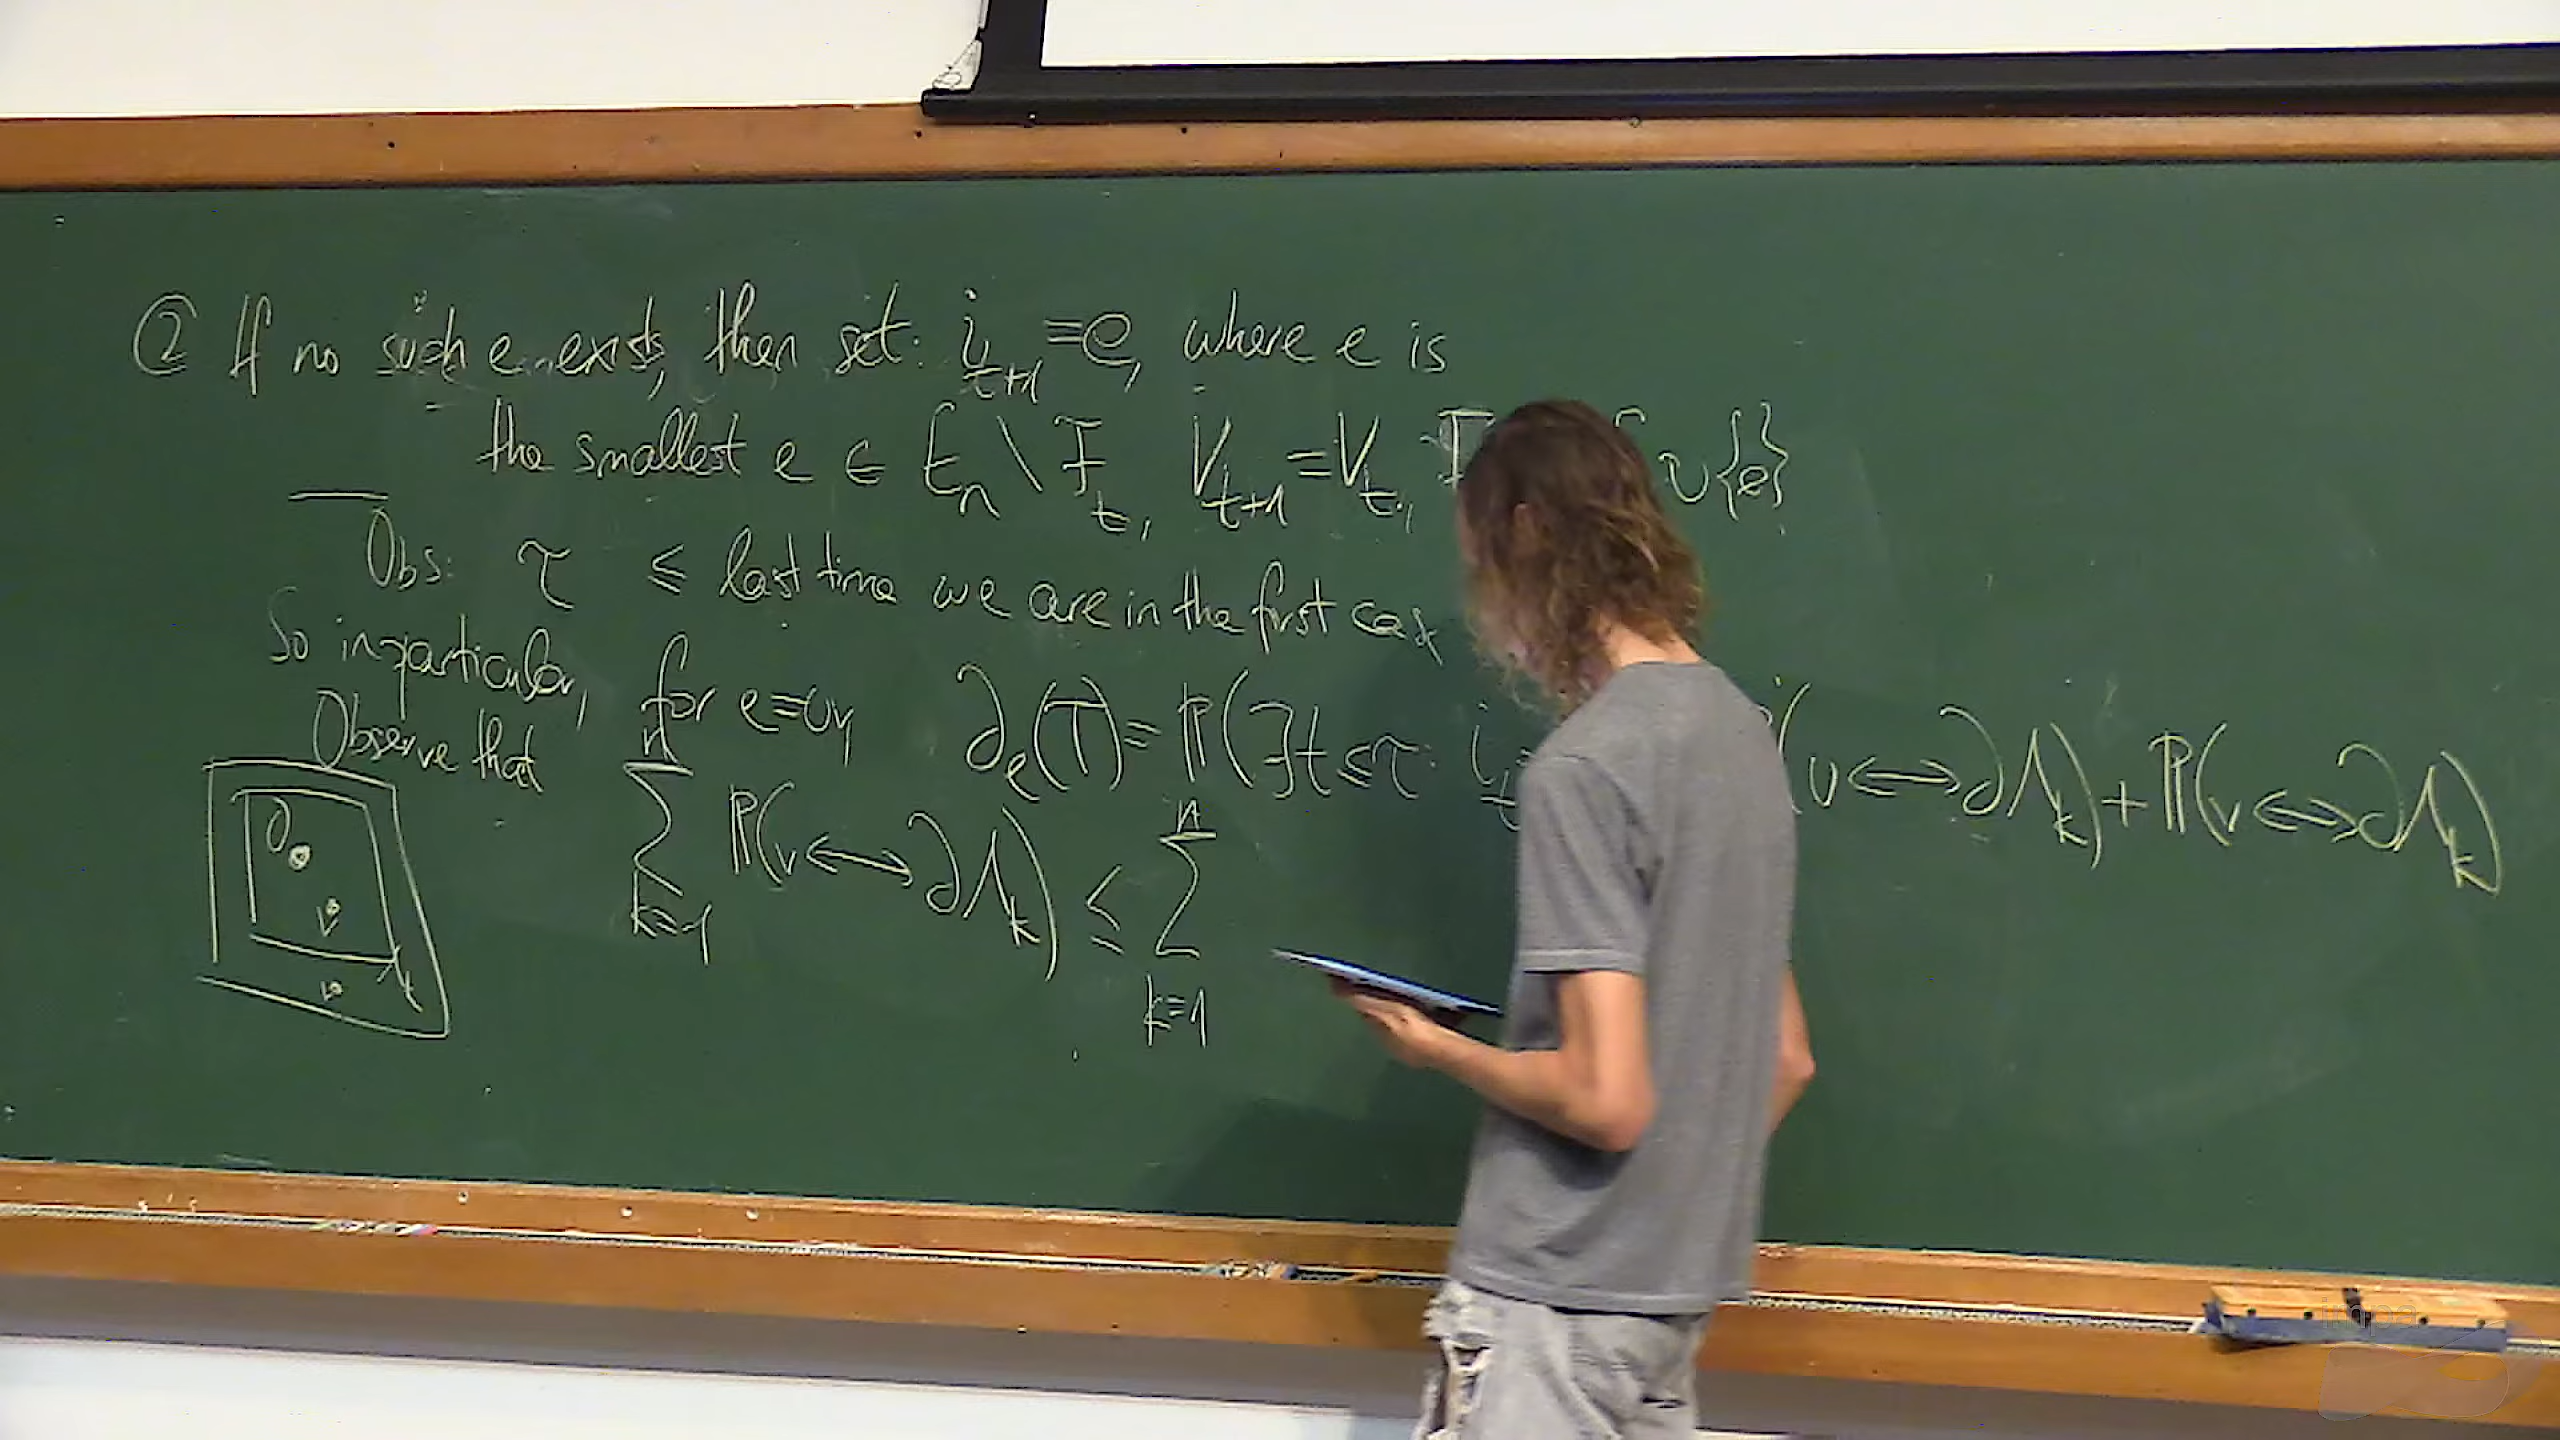 ② If no such e exists, then set: i_{t+1} = e, where e is
the smallest e ∈ E_n \ F_t, V_{t+1} = V_t, F ∪ {e}
Obs: τ ≤ last time we are in the first case
So in particular, for e=uv ∂_e(T) = ℙ(∃ t ≤ τ: i (u ↔ ∂Λ_k) + ℙ(v ↔ ∂Λ_k)
Observe that ∑_{k=1}^{n} ℙ(v ↔ ∂Λ_k) ≤ ∑_{k=1}^{n}
0
v
Λ_k
v
impa